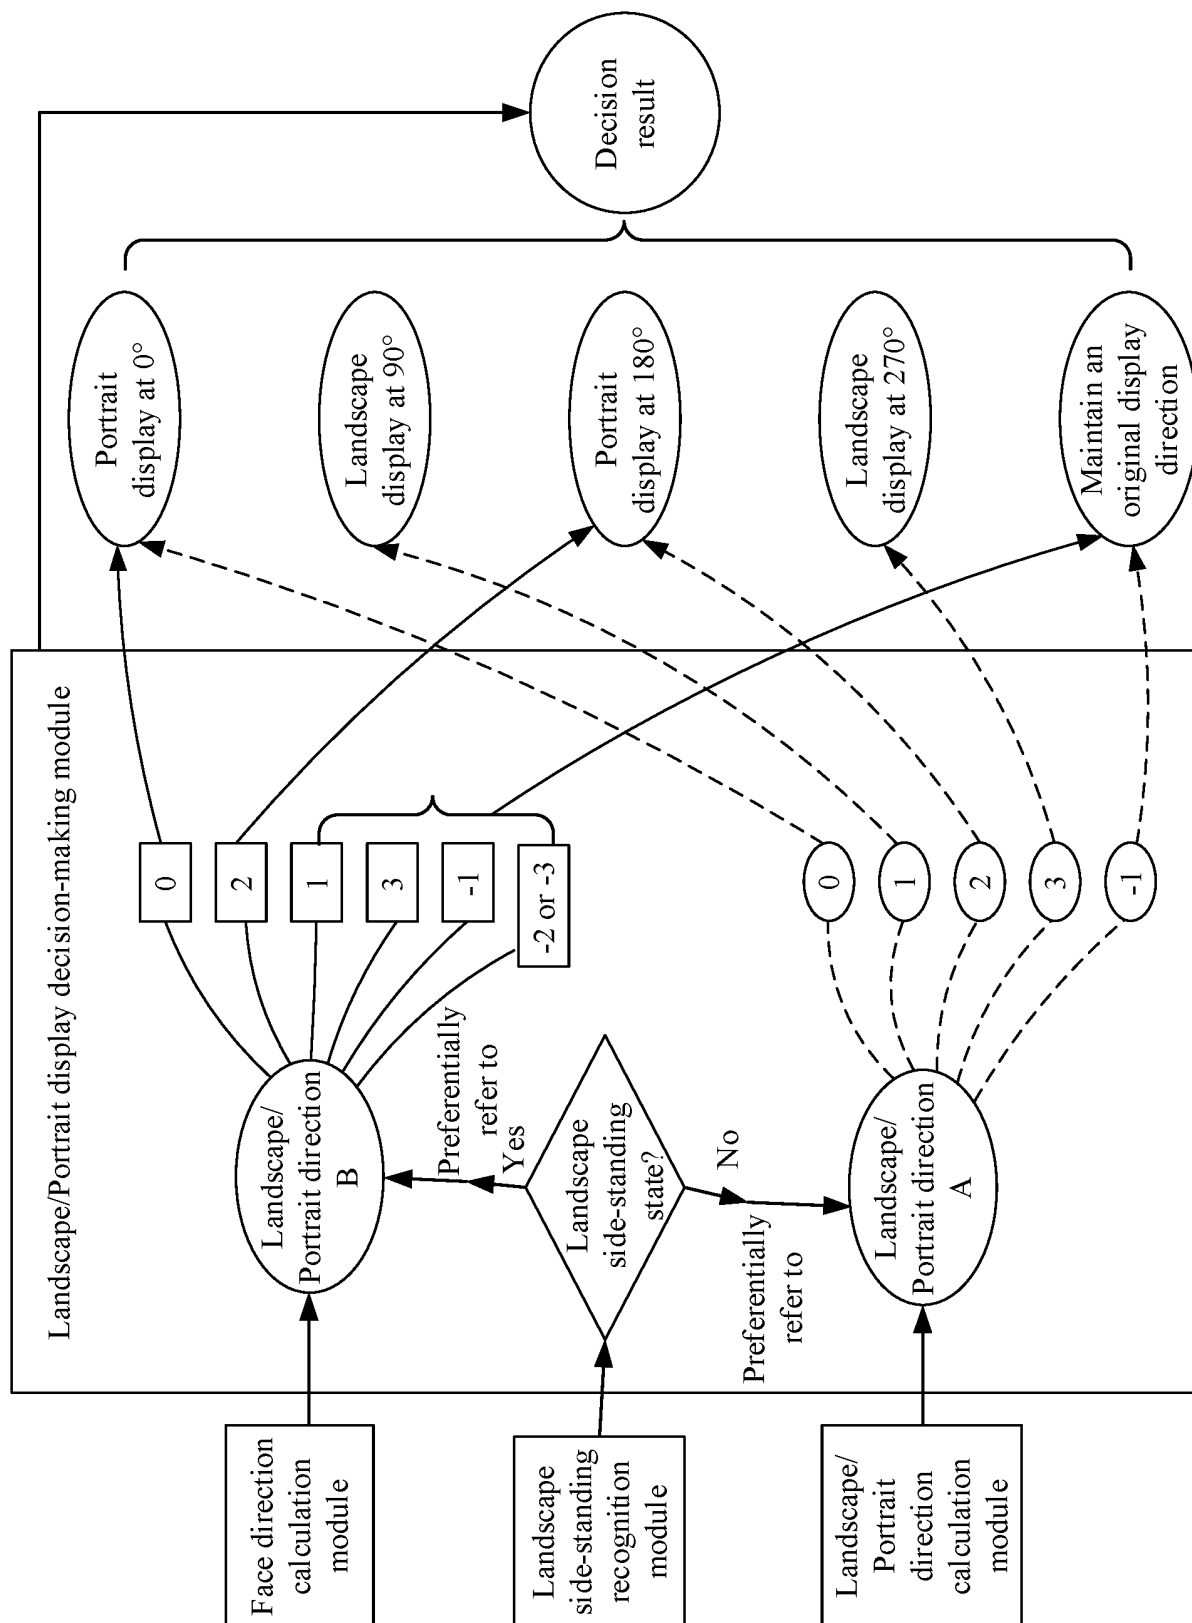 Landscape/Portrait display decision-making module
Face direction
calculation
module
Landscape
side-standing
recognition
module
Landscape/
Portrait
direction
calculation
module
Landscape/
Portrait direction
B
Preferentially
refer to
Yes
Landscape
side-standing
state?
No
Preferentially
refer to
Landscape/
Portrait direction
A
0
2
1
3
-1
-2 or -3
0
1
2
3
-1
Portrait
display at 0°
Landscape
display at 90°
Portrait
display at 180°
Landscape
display at 270°
Maintain an
original display
direction
Decision
result